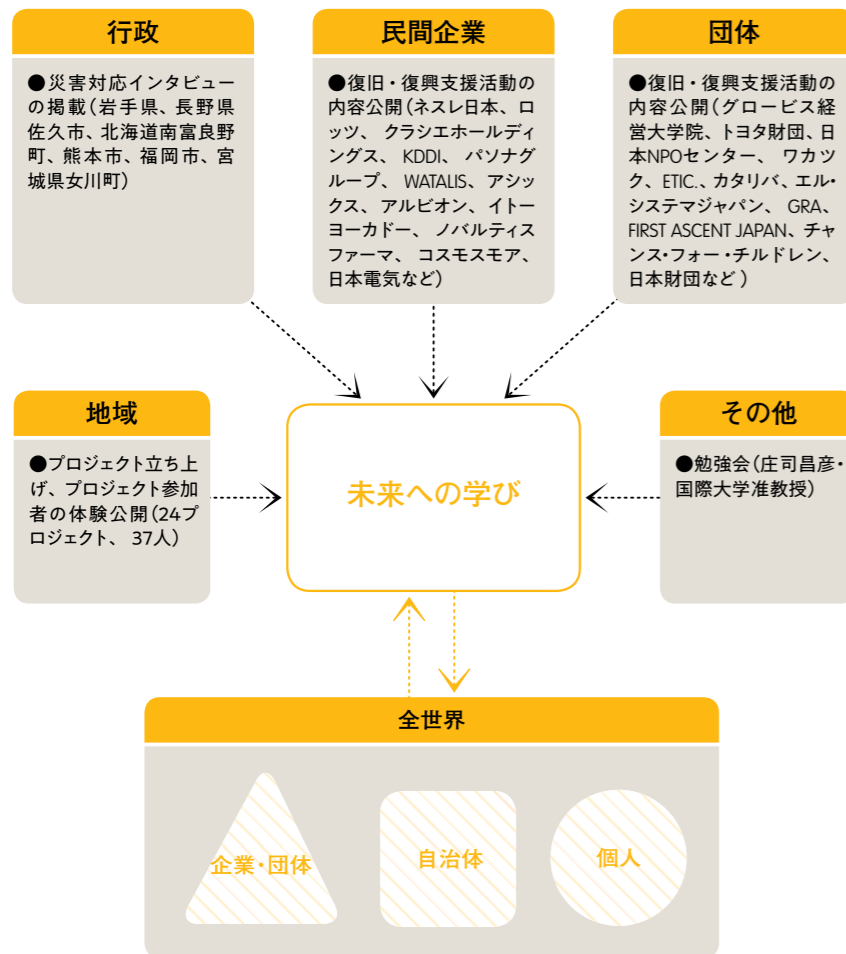 行政
●災害対応インタビュー
の掲載(岩手県、長野県
佐久市、北海道南富良野
町、熊本市、福岡市、宮
城県女川町)
民間企業
●復旧・復興支援活動の
内容公開(ネスレ日本、ロ
ッツ、クラシエホールディ
ングス、KDDI、パソナグ
ループ、WATALIS、アシッ
クス、アルビオン、イトー
ヨーカドー、ノバルティス
ファーマ、コスモスモア、
日本電気など)
団体
●復旧・復興支援活動の
内容公開(グロービス経
営大学院、トヨタ財団、日
本NPOセンター、ワカツ
ク、ETIC.、カタリバ、エル・
システマジャパン、GRA、
FIRST ASCENT JAPAN、チャ
ンス・フォー・チルドレン、
日本財団など)
地域
●プロジェクト立ち上
げ、プロジェクト参加
者の体験公開(24プ
ロジェクト、37人)
未来への学び
その他
●勉強会(庄司昌彦・
国際大学准教授)
全世界
企業・団体
自治体
個人